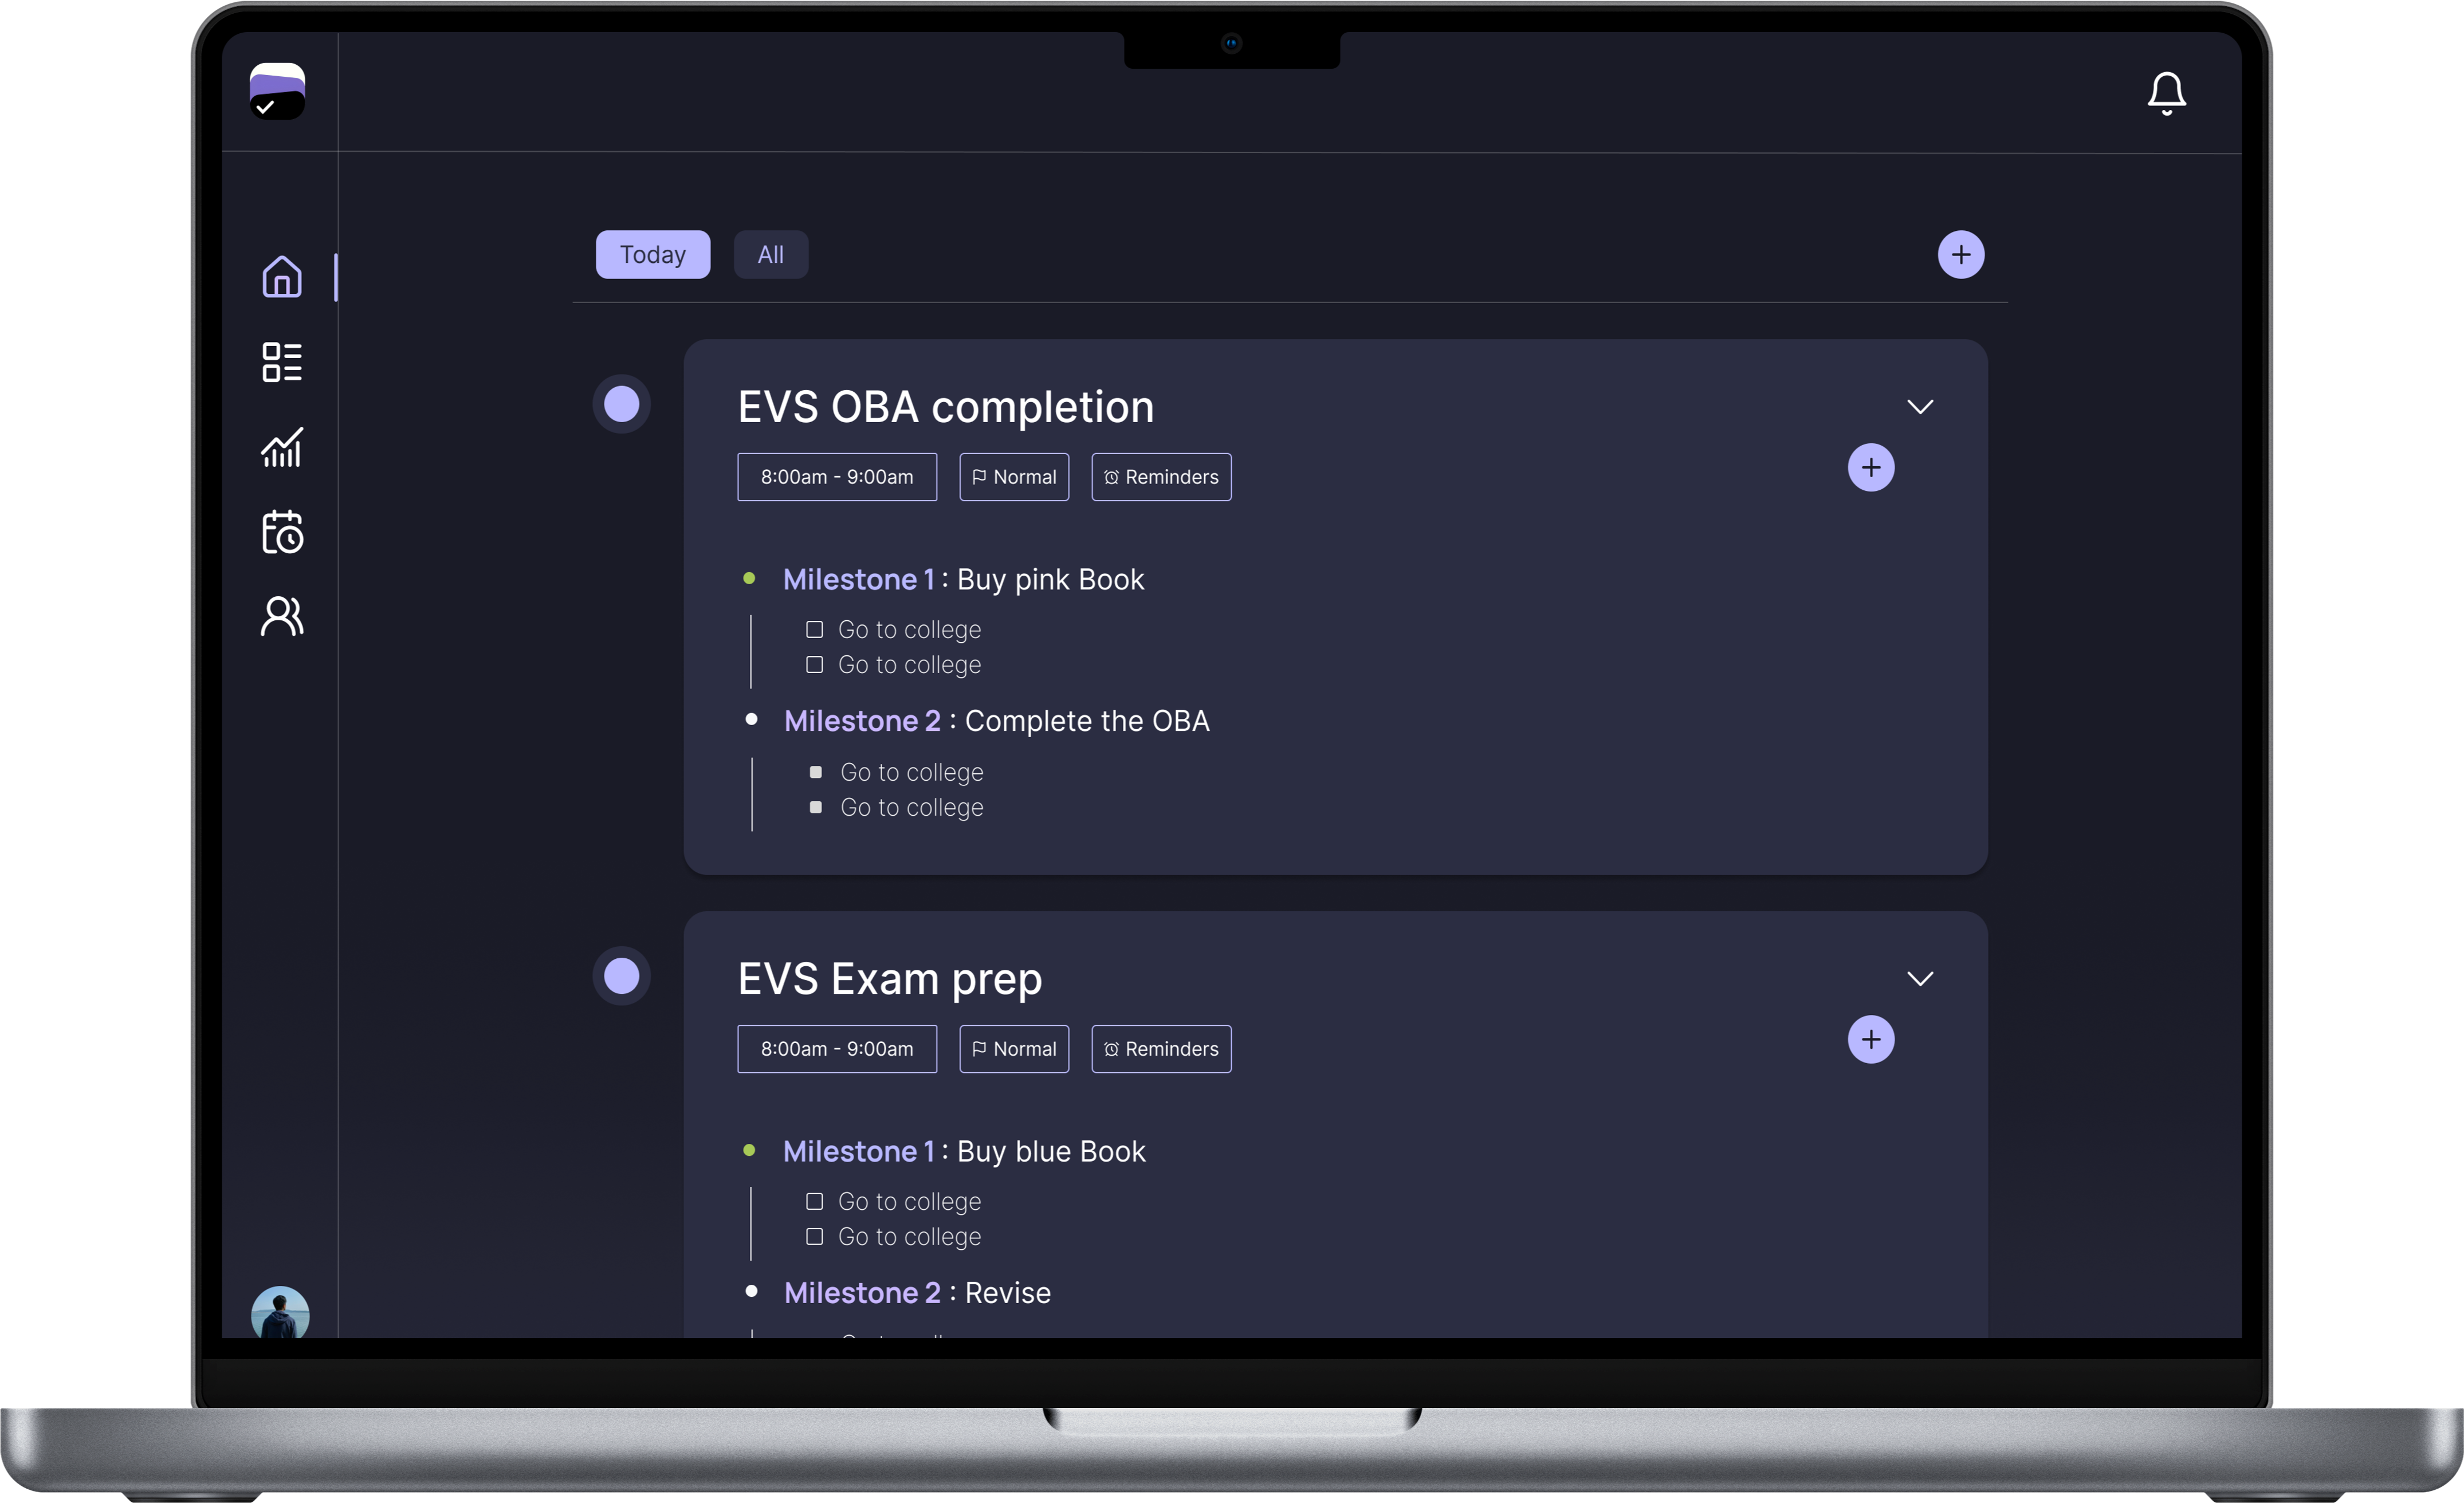 Today All
EVS OBA completion
8:00am - 9:00am Normal Reminders
Milestone 1 : Buy pink Book
Go to college
Go to college
Milestone 2 : Complete the OBA
Go to college
Go to college
EVS Exam prep
8:00am - 9:00am Normal Reminders
Milestone 1 : Buy blue Book
Go to college
Go to college
Milestone 2 : Revise